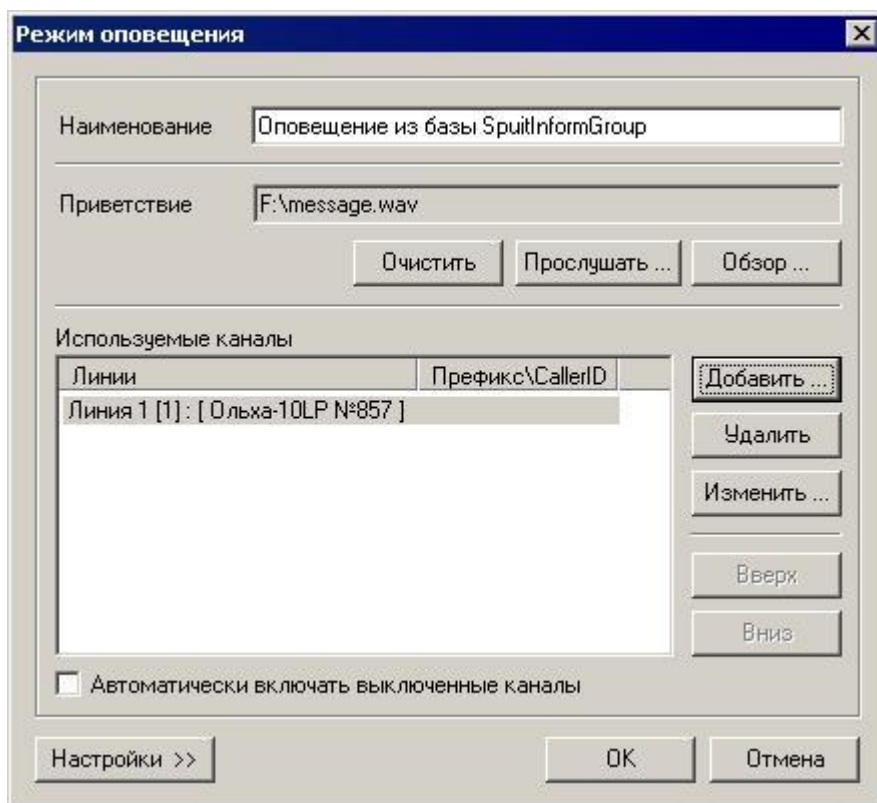 Режим оповещения
Наименование Оповещение из базы SpuitInformGroup
Приветствие F:\message.wav
Очистить Прослушать ... Обзор ...
Используемые каналы
Линии Префикс\CallerID
Линия 1 [1] : [ Ольха-10LP №857 ]
Добавить ...
Удалить
Изменить ...
Вверх
Вниз
Автоматически включать выключенные каналы
Настройки >> OK Отмена